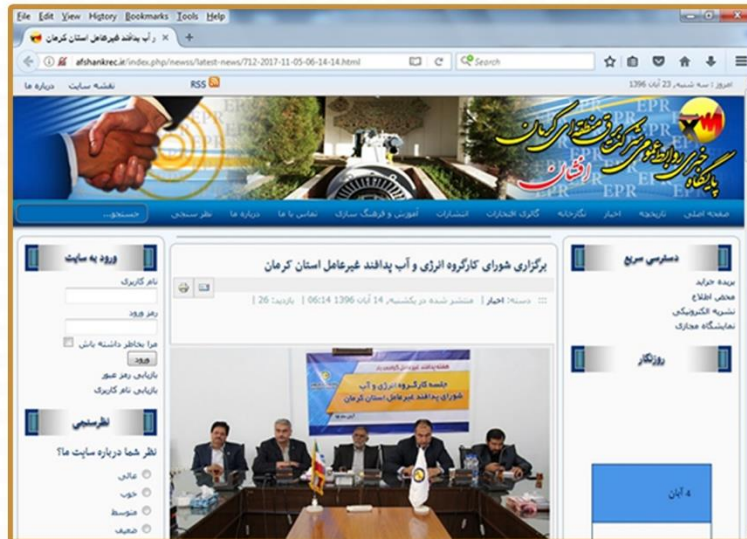 File Edit View History Bookmarks Tools Help
و آب پدافند غیرعامل استان کرمان
afshankrec.ir/index.php/newss/latest-news/712-2017-11-05-06-14-14.html
Search
امروز : سه شنبه, 23 آبان 1396
RSS
نقشه سایت
درباره ما
پایگاه خبری روابط عمومی شرکت برق منطقه ای کرمان
افشان
EPR
صفحه اصلی
تاریخچه
اخبار
نگارخانه
گالری افتخارات
انتشارات
آموزش و فرهنگ سازی
تماس با ما
درباره ما
نظر سنجی
جستجو...
دسترسی سریع
بریده جراید
محض اطلاع
نشریه الکترونیکی
نمایشگاه مجازی
روزنگار
4 آبان
برگزاری شورای کارگروه انرژی و آب پدافند غیرعامل استان کرمان
دسته: اخبار | منتشر شده در یکشنبه, 14 آبان 1396 06:14 | بازدید: 26 |
جلسه کارگروه انرژی و آب
شورای پدافند غیرعامل استان کرمان
ورود به سایت
نام کاربری
رمز ورود
مرا بخاطر داشته باش
ورود
بازیابی رمز عبور
بازیابی نام کاربری
نظرسنجی
نظر شما درباره سایت ما؟
عالی
خوب
متوسط
ضعیف